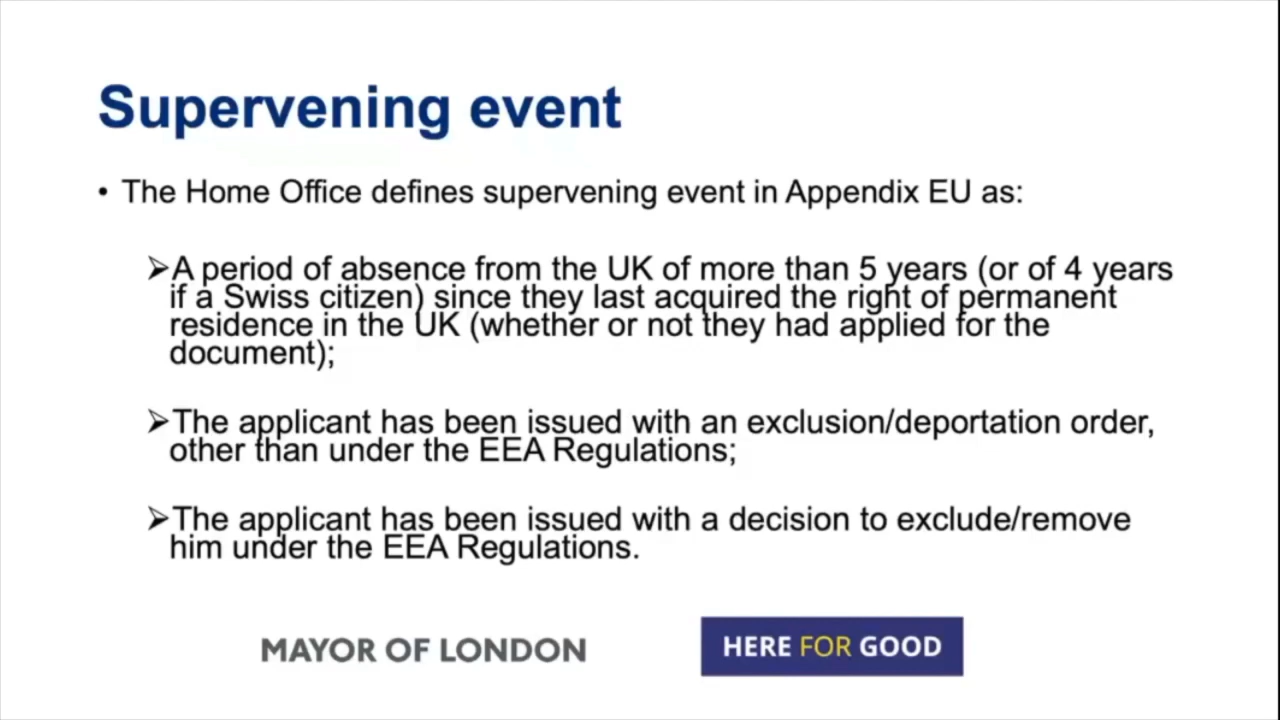 Supervening event
• The Home Office defines supervening event in Appendix EU as:
➢A period of absence from the UK of more than 5 years (or of 4 years
if a Swiss citizen) since they last acquired the right of permanent
residence in the UK (whether or not they had applied for the
document);
➢The applicant has been issued with an exclusion/deportation order,
other than under the EEA Regulations;
➢The applicant has been issued with a decision to exclude/remove
him under the EEA Regulations.
MAYOR OF LONDON
HERE FOR GOOD